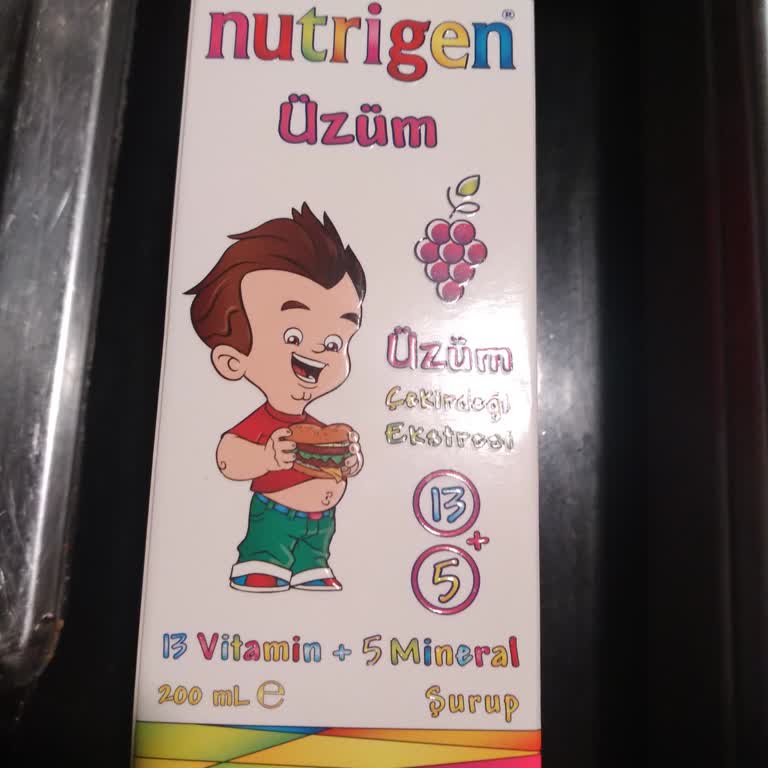 nutrigen®
Üzüm
Üzüm
Çekirdeği
Ekstresi
13
+
5
13 Vitamin + 5 Mineral
200 mL ℮
Şurup